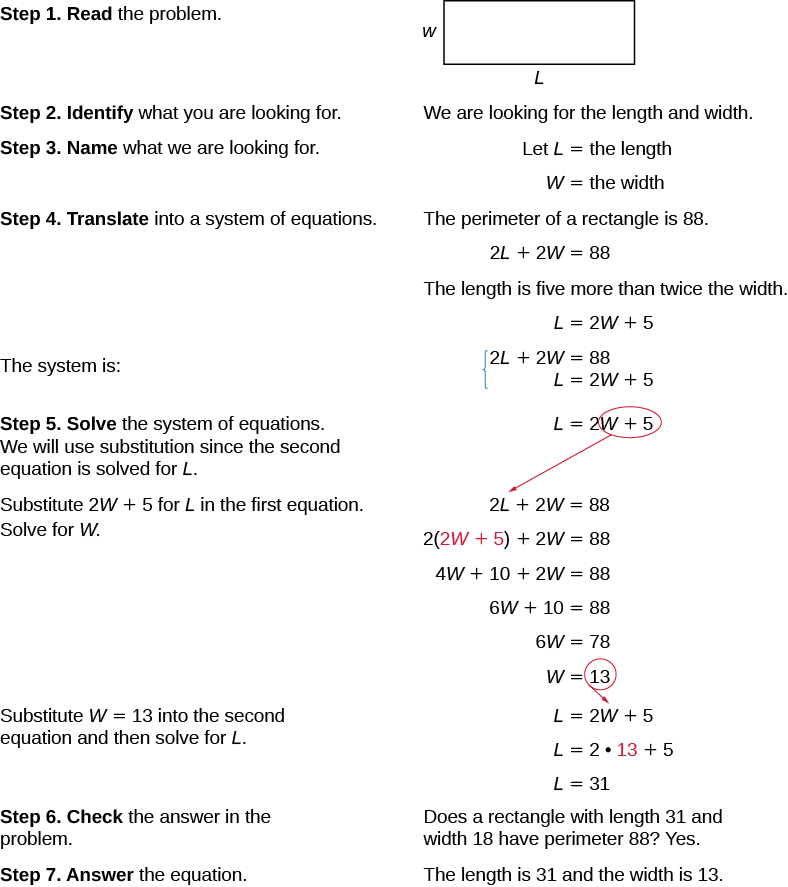 Step 1. Read the problem.
W
L
Step 2. Identify what you are looking for.
We are looking for the length and width.
Step 3. Name what we are looking for.
Let L = the length
W = the width
Step 4. Translate into a system of equations.
The perimeter of a rectangle is 88.
2L + 2W = 88
The length is five more than twice the width.
L = 2W + 5
The system is:
2L + 2W = 88
L = 2W + 5
Step 5. Solve the system of equations.
We will use substitution since the second
equation is solved for L.
L = 2W + 5
Substitute 2W + 5 for L in the first equation.
Solve for W.
2L + 2W = 88
2(2W + 5) + 2W = 88
4W + 10 + 2W = 88
6W + 10 = 88
6W = 78
W = 13
Substitute W = 13 into the second
equation and then solve for L.
L = 2W + 5
L = 2 • 13 + 5
L = 31
Step 6. Check the answer in the
problem.
Does a rectangle with length 31 and
width 18 have perimeter 88? Yes.
Step 7. Answer the equation.
The length is 31 and the width is 13.